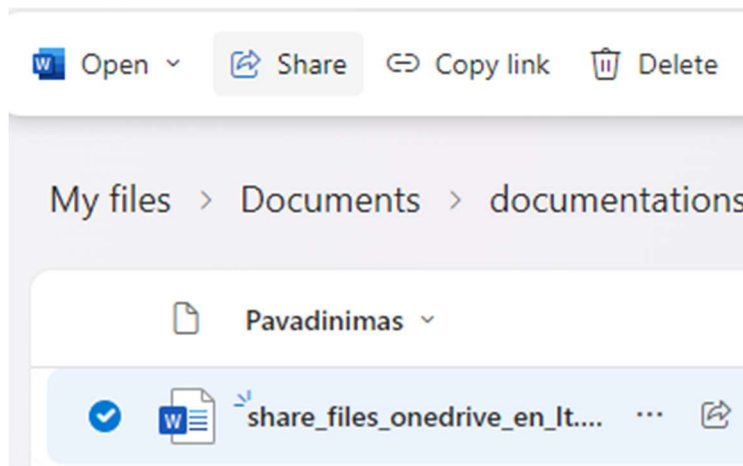 Open Share Copy link Delete
My files > Documents > documentations
Pavadinimas
W share_files_onedrive_en_lt.... ...